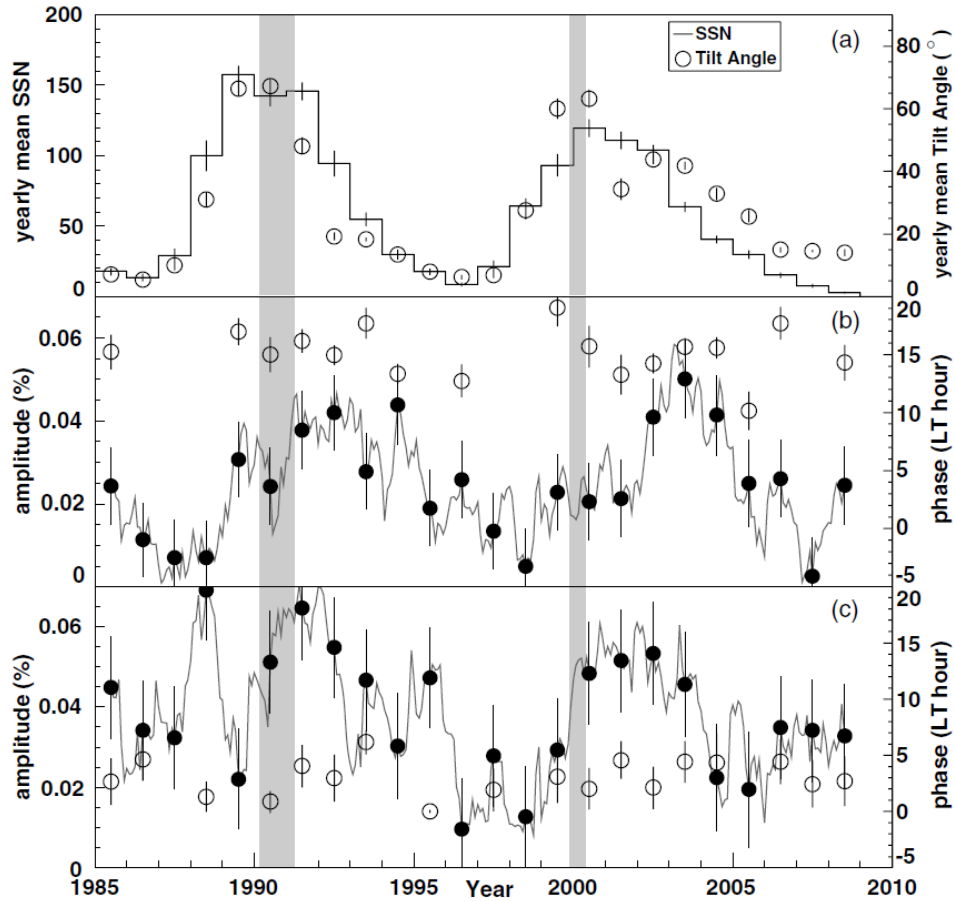 200
150
100
50
0
yearly mean SSN
SSN
Tilt Angle
(a)
80
60
40
20
0
yearly mean Tilt Angle (°)
0.06
0.04
0.02
0
amplitude (%)
(b)
20
15
10
5
0
-5
phase (LT hour)
0.06
0.04
0.02
0
amplitude (%)
(c)
20
15
10
5
0
-5
phase (LT hour)
1985 1990 1995 Year 2000 2005 2010